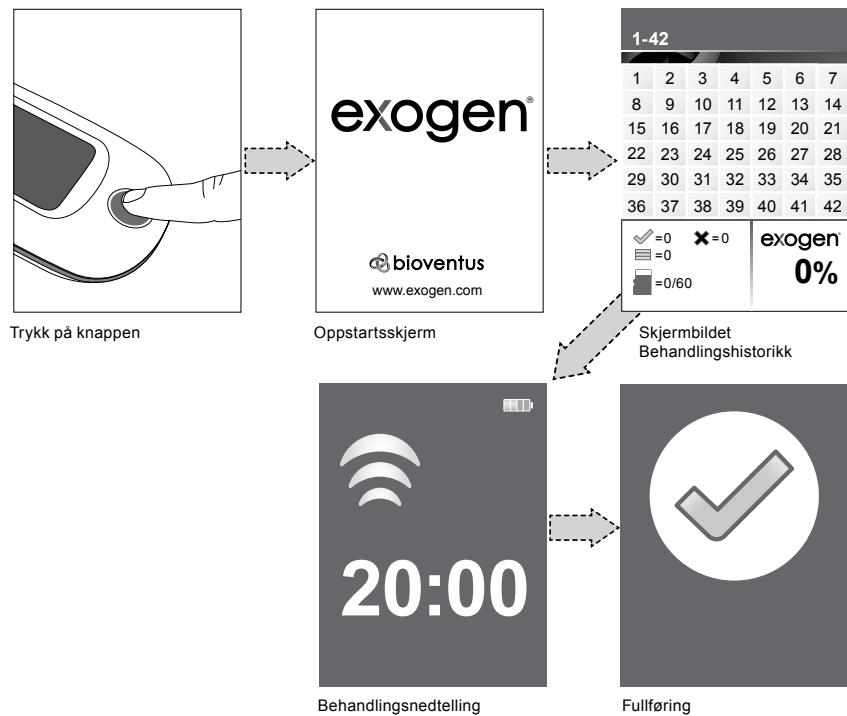 Trykk på knappen
exogen®
bioventus
www.exogen.com
Oppstartsskjerm
1-42
1 2 3 4 5 6 7
8 9 10 11 12 13 14
15 16 17 18 19 20 21
22 23 24 25 26 27 28
29 30 31 32 33 34 35
36 37 38 39 40 41 42
=0 =0
=0
=0/60
exogen®
0%
Skjermbildet
Behandlingshistorikk
20:00
Behandlingsnedtelling
Fullføring